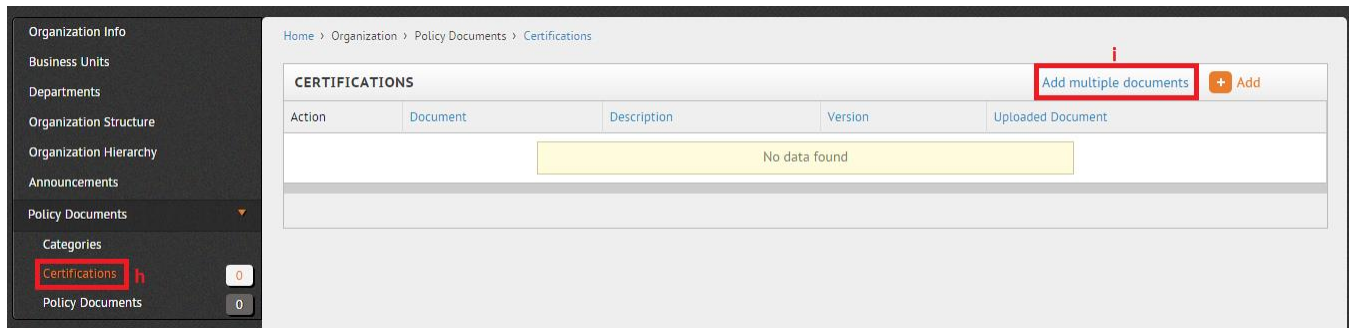 Organization Info
Business Units
Departments
Organization Structure
Organization Hierarchy
Announcements
Policy Documents
Categories
Certifications h 0
Policy Documents 0
Home › Organization › Policy Documents › Certifications
i
CERTIFICATIONS Add multiple documents + Add
Action Document Description Version Uploaded Document
No data found